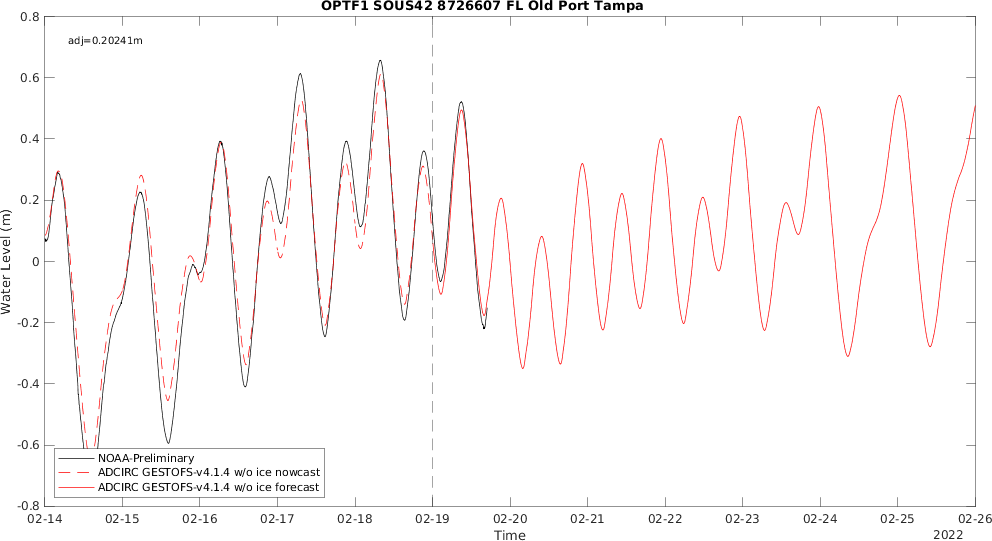 OPTF1 SOUS42 8726607 FL Old Port Tampa
adj=0.20241m
0.8
0.6
0.4
0.2
0
-0.2
-0.4
-0.6
-0.8
Water Level (m)
NOAA-Preliminary
ADCIRC GESTOFS-v4.1.4 w/o ice nowcast
ADCIRC GESTOFS-v4.1.4 w/o ice forecast
02-14 02-15 02-16 02-17 02-18 02-19 02-20 02-21 02-22 02-23 02-24 02-25 02-26
Time
2022